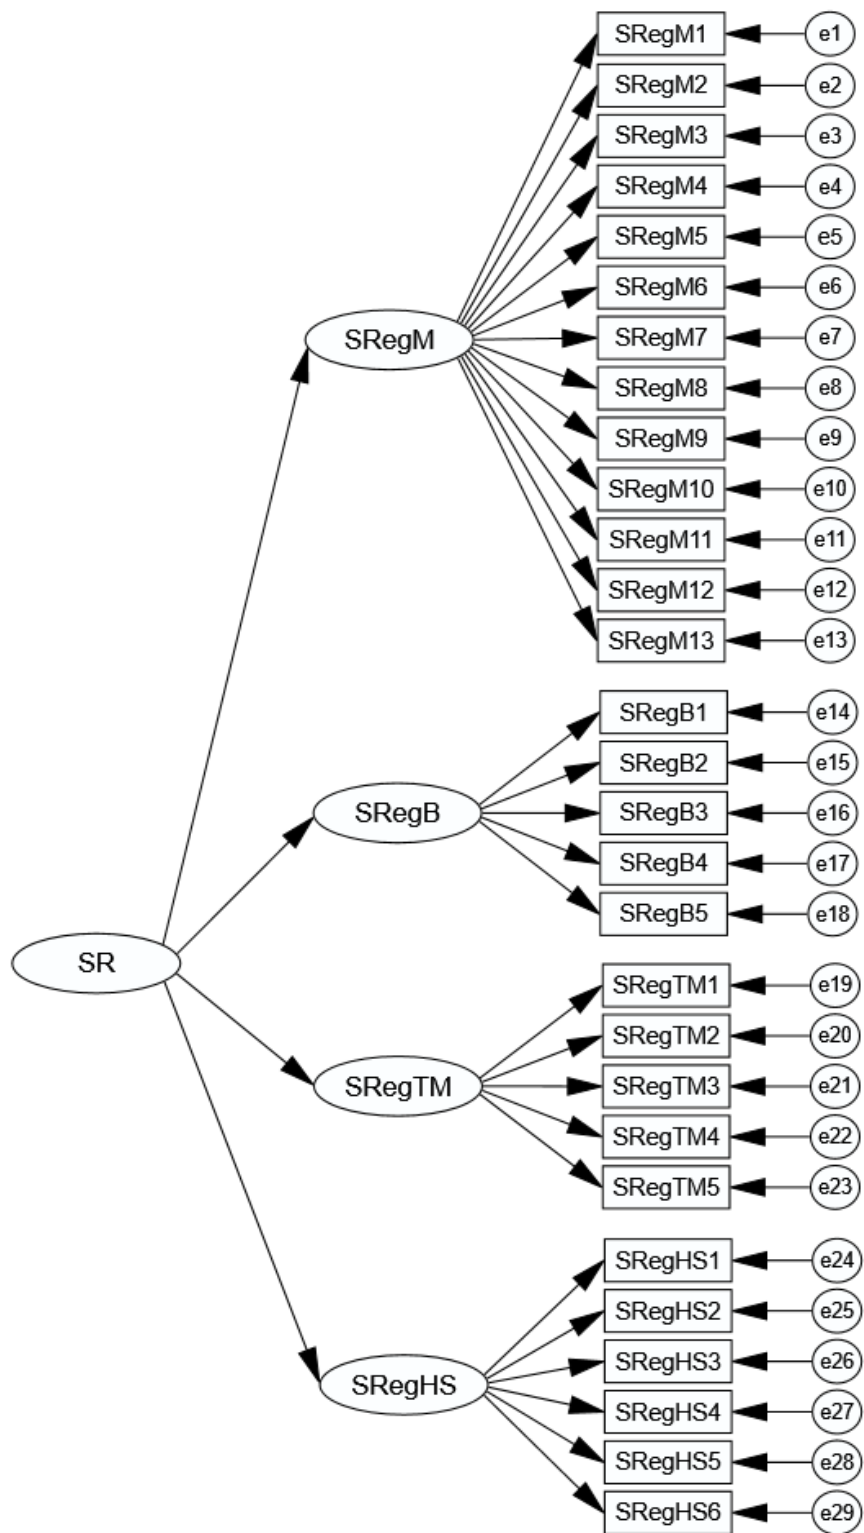 SRegM1 e1
SRegM2 e2
SRegM3 e3
SRegM4 e4
SRegM5 e5
SRegM6 e6
SRegM
SRegM7 e7
SRegM8 e8
SRegM9 e9
SRegM10 e10
SRegM11 e11
SRegM12 e12
SRegM13 e13
SRegB1 e14
SRegB2 e15
SRegB
SRegB3 e16
SRegB4 e17
SRegB5 e18
SR
SRegTM1 e19
SRegTM2 e20
SRegTM
SRegTM3 e21
SRegTM4 e22
SRegTM5 e23
SRegHS1 e24
SRegHS2 e25
SRegHS3 e26
SRegHS
SRegHS4 e27
SRegHS5 e28
SRegHS6 e29